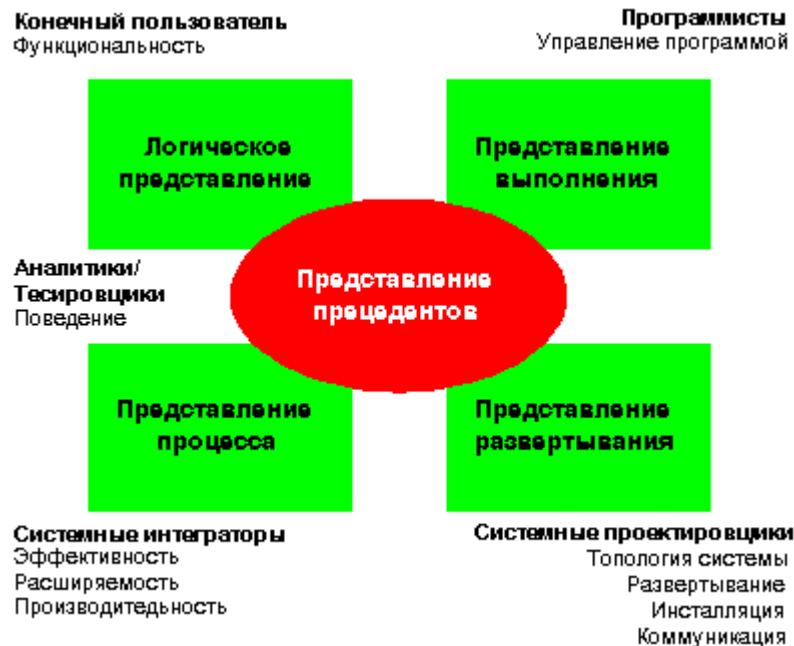 Конечный пользователь
Функциональность
Программисты
Управление программой
Логическое
представление
Представление
выполнения
Аналитики/
Тесировщики
Поведение
Представление
прецедентов
Представление
процесса
Представление
развертывания
Системные интеграторы
Эффективность
Расширяемость
Производитедьность
Системные проектировщики
Топология системы
Развертывание
Инсталляция
Коммуникация